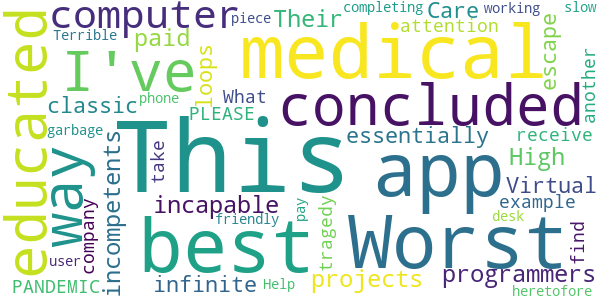 computer
piece
Their
completing
Care
working
slow
Terrible
I've
paid
loops
medical
attention
escape
another
educated
classic
phone
What
PLEASE
concluded
garbage
way
incompetents
take
This
essentially
receive
app
High
Virtual
example
incapable
best
friendly
pay
tragedy
Worst
desk
find
user
company
infinite
Help
projects
programmers
PANDEMIC
heretofore